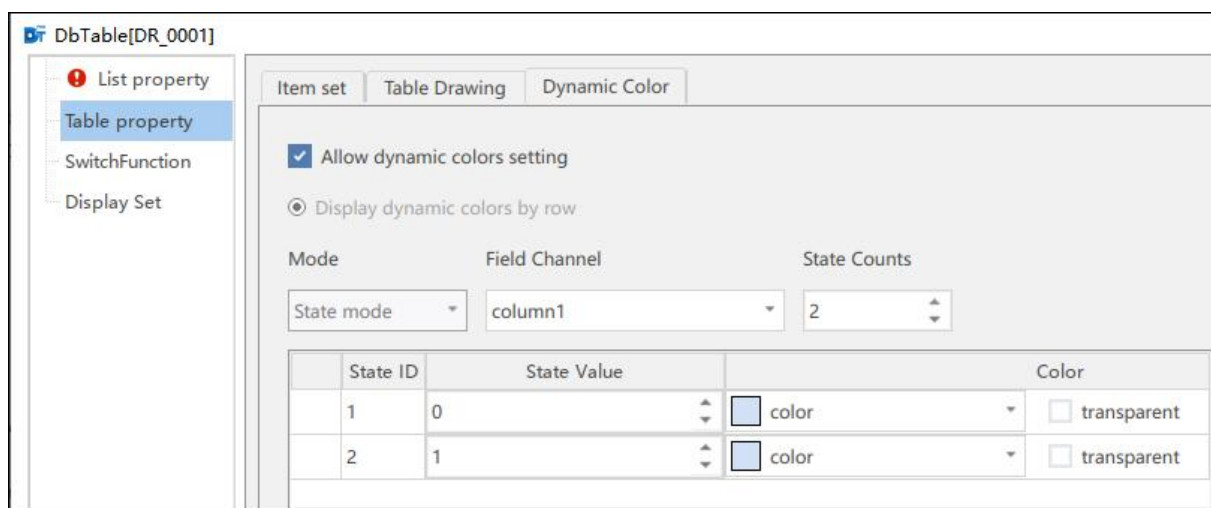 DbTable[DR_0001]
List property
Table property
SwitchFunction
Display Set
Item set Table Drawing Dynamic Color
Allow dynamic colors setting
Display dynamic colors by row
Mode Field Channel State Counts
State mode column1 2
State ID State Value Color
1 0 color transparent
2 1 color transparent